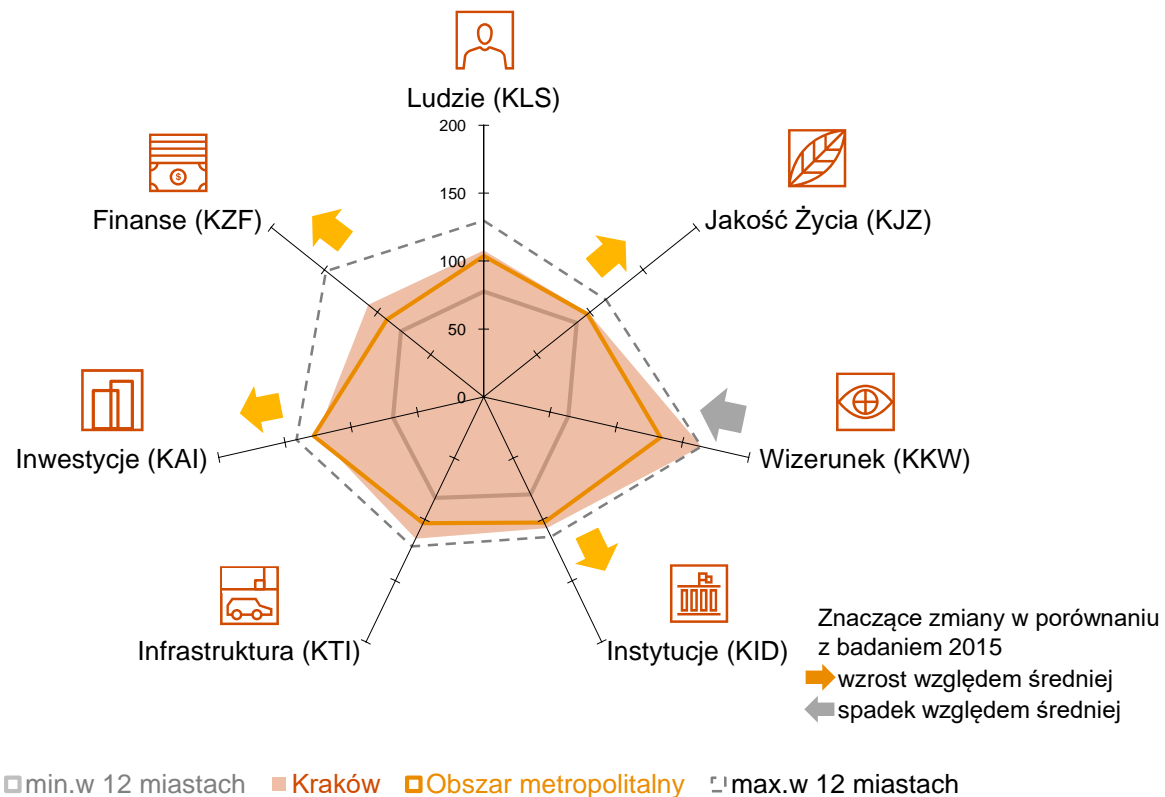 Ludzie (KLS)
200
150
100
50
0
Finanse (KZF)
Jakość Życia (KJZ)
Inwestycje (KAI)
Wizerunek (KKW)
Infrastruktura (KTI)
Instytucje (KID)
Znaczące zmiany w porównaniu
z badaniem 2015
wzrost względem średniej
spadek względem średniej
min.w 12 miastach Kraków Obszar metropolitalny max.w 12 miastach